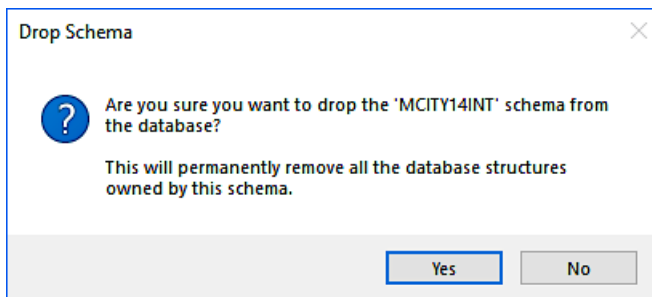 Drop Schema
Are you sure you want to drop the 'MCITY14INT' schema from
the database?
This will permanently remove all the database structures
owned by this schema.
Yes
No